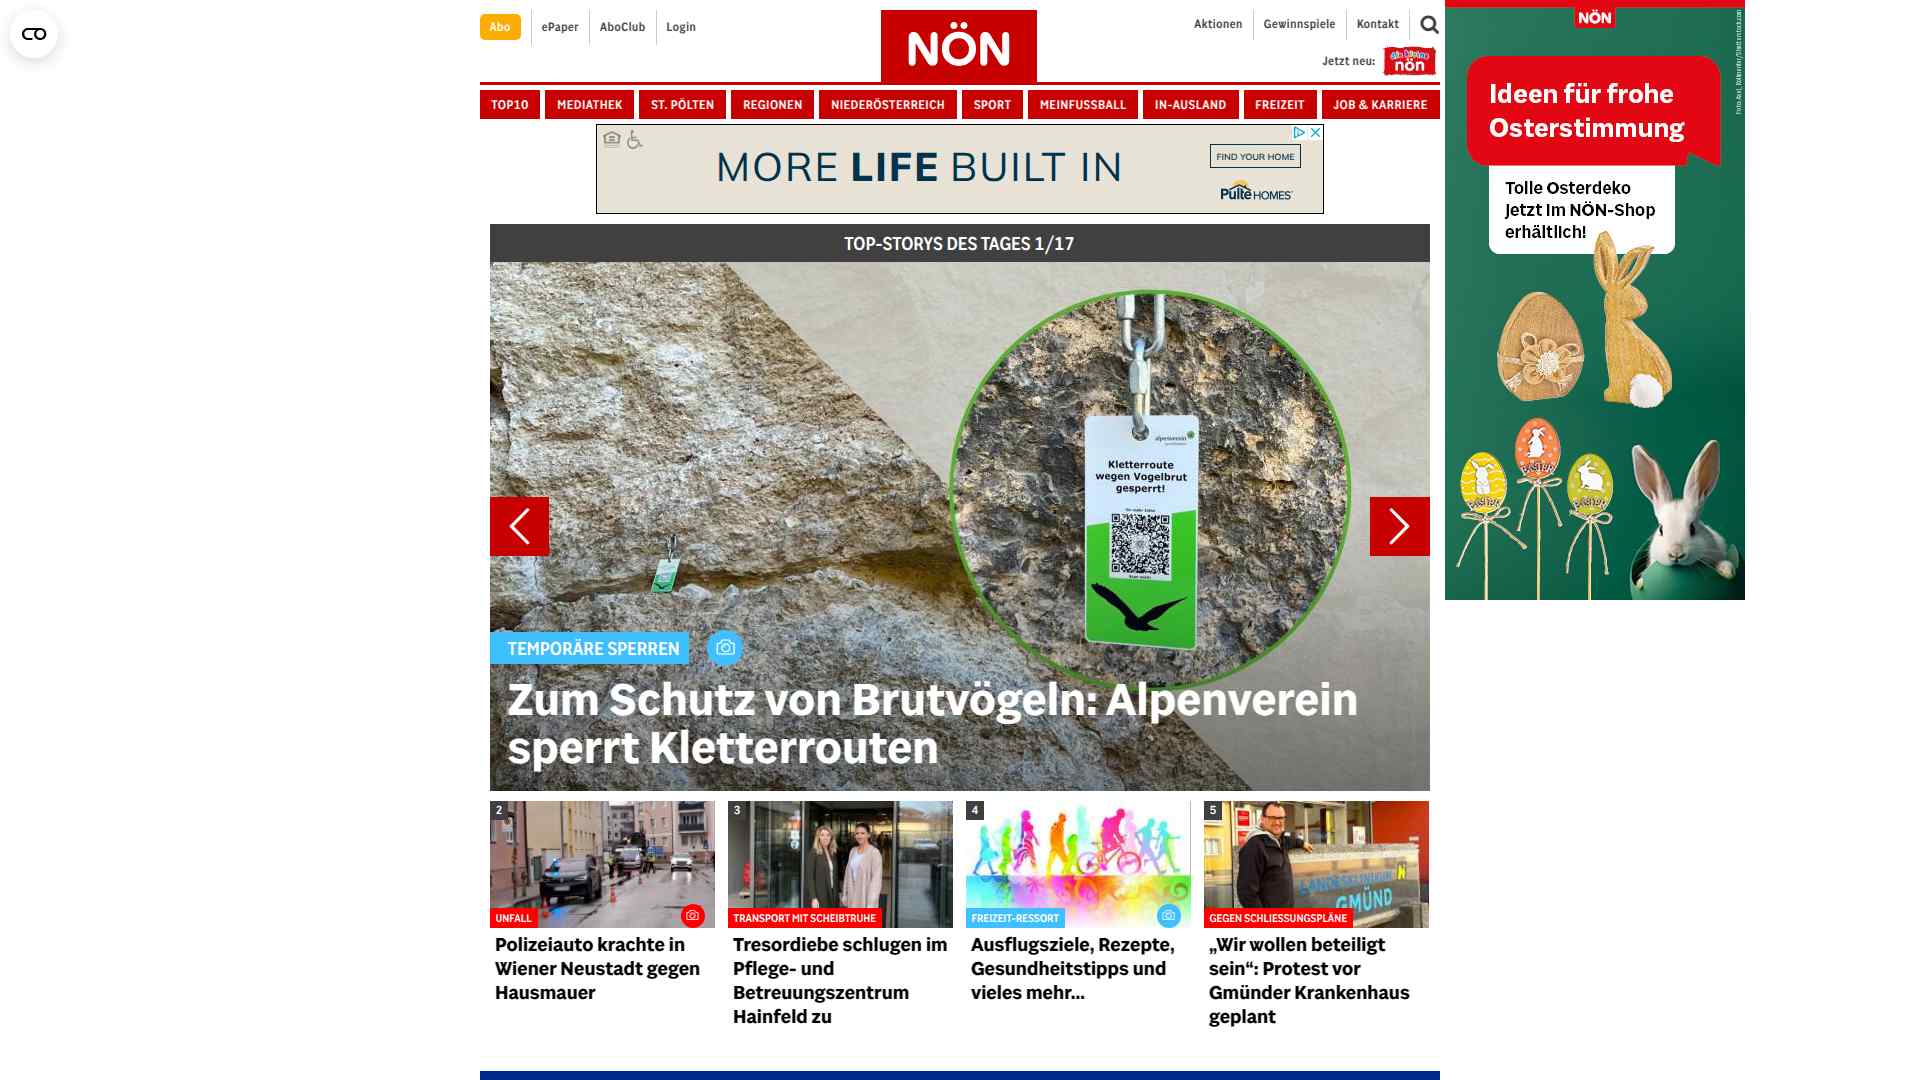 Abo
ePaper
AboClub
Login
NÖN
Aktionen
Gewinnspiele
Kontakt
Jetzt neu:
die kleine
nön
TOP10
MEDIATHEK
ST. PÖLTEN
REGIONEN
NIEDERÖSTERREICH
SPORT
MEINFUSSBALL
IN-AUSLAND
FREIZEIT
JOB & KARRIERE
MORE LIFE BUILT IN
FIND YOUR HOME
Pulte HOMES
NÖN
Ideen für frohe
Osterstimmung
Tolle Osterdeko
jetzt im NÖN-Shop
erhältlich!
EASTER
EASTER
EASTER
TOP-STORYS DES TAGES 1/17
alpenverein
Kletterroute
wegen Vogelbrut
gesperrt!
TEMPORÄRE SPERREN
Zum Schutz von Brutvögeln: Alpenverein
sperrt Kletterrouten
2
UNFALL
Polizeiauto krachte in
Wiener Neustadt gegen
Hausmauer
3
TRANSPORT MIT SCHEIBTRUHE
Tresordiebe schlugen im
Pflege- und
Betreuungszentrum
Hainfeld zu
4
FREIZEIT-RESSORT
Ausflugsziele, Rezepte,
Gesundheitstipps und
vieles mehr...
5
GMÜND
GEGEN SCHLIESSUNGSPLÄNE
„Wir wollen beteiligt
sein“: Protest vor
Gmünder Krankenhaus
geplant